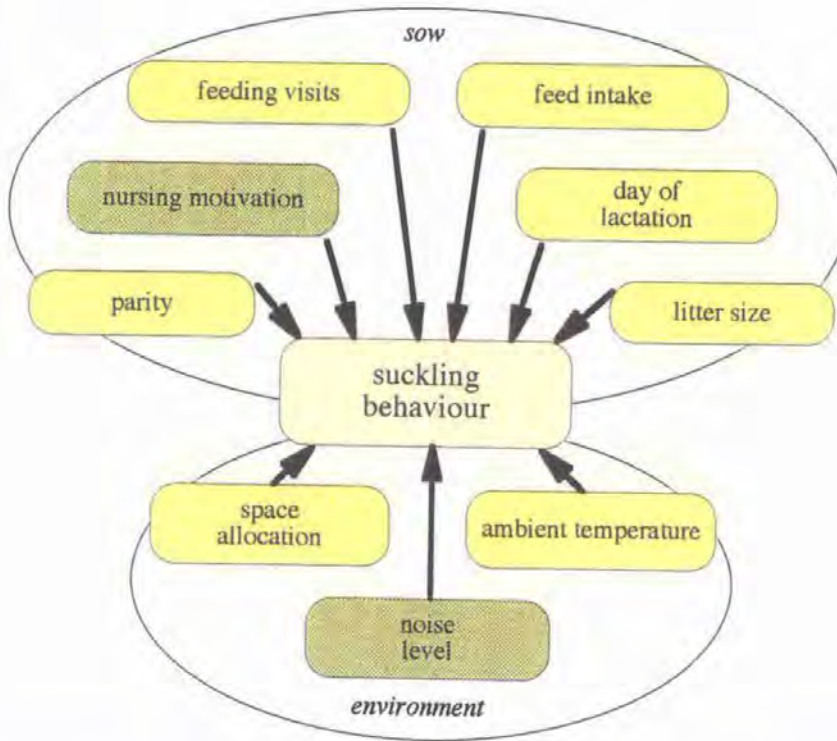 sow
feeding visits
feed intake
nursing motivation
day of
lactation
parity
litter size
suckling
behaviour
space
allocation
ambient temperature
noise
level
environment